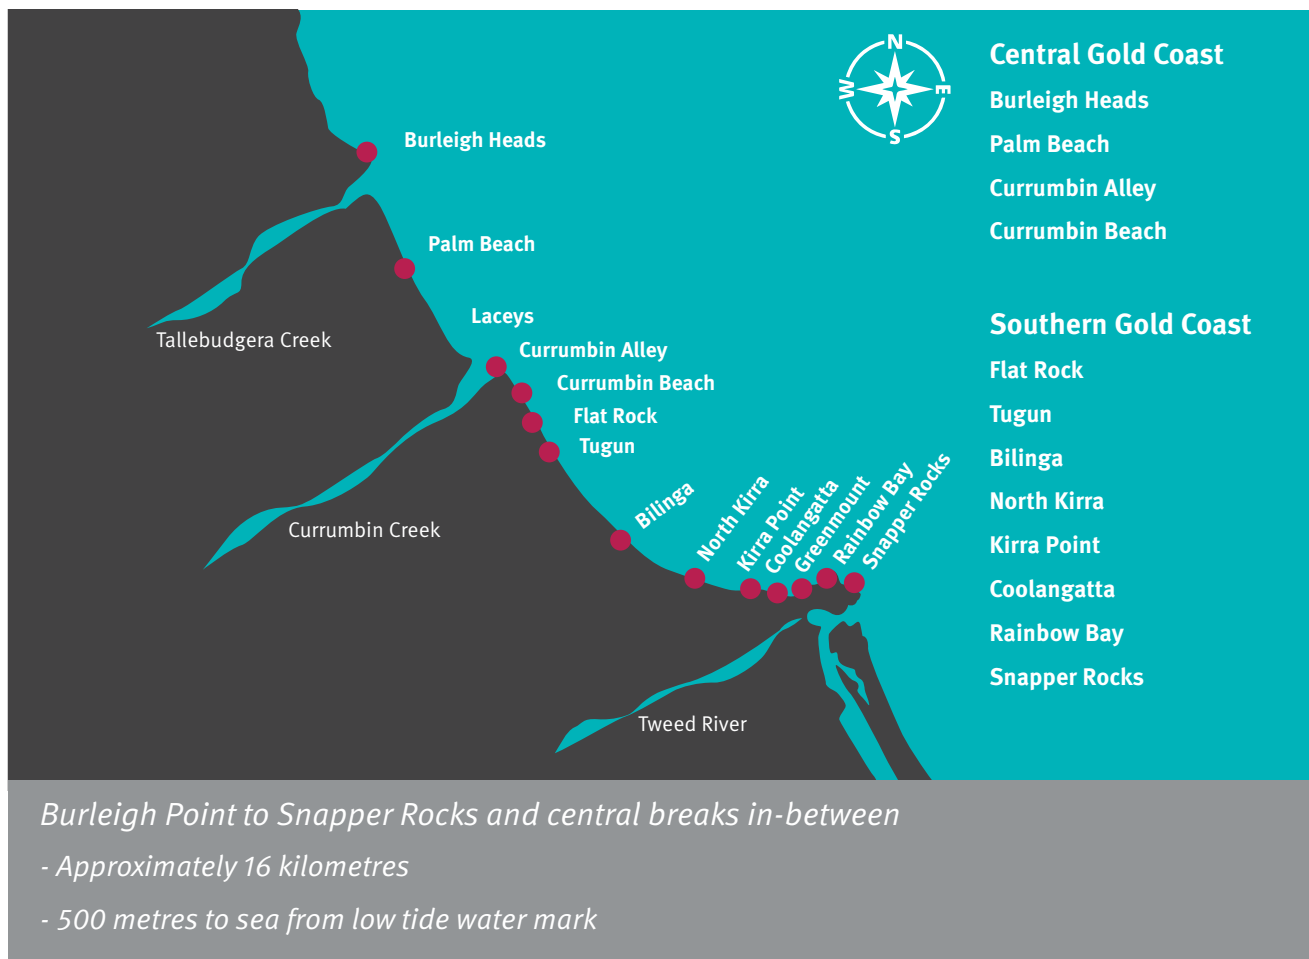 N
W
E
S
Burleigh Heads
Palm Beach
Laceys
Currumbin Alley
Currumbin Beach
Flat Rock
Tugun
Bilinga
North Kirra
Kirra Point
Coolangatta
Greenmount
Rainbow Bay
Snapper Rocks
Tallebudgera Creek
Currumbin Creek
Tweed River
Central Gold Coast
Burleigh Heads
Palm Beach
Currumbin Alley
Currumbin Beach
Southern Gold Coast
Flat Rock
Tugun
Bilinga
North Kirra
Kirra Point
Coolangatta
Rainbow Bay
Snapper Rocks
Burleigh Point to Snapper Rocks and central breaks in-between
- Approximately 16 kilometres
- 500 metres to sea from low tide water mark